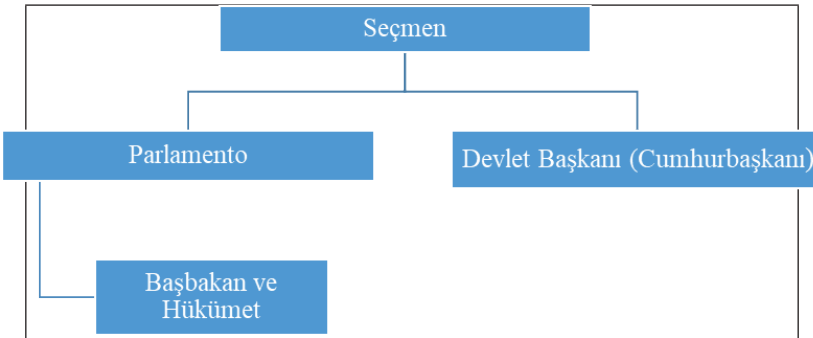 Seçmen
Parlamento
Devlet Başkanı (Cumhurbaşkanı)
Başbakan ve
Hükümet